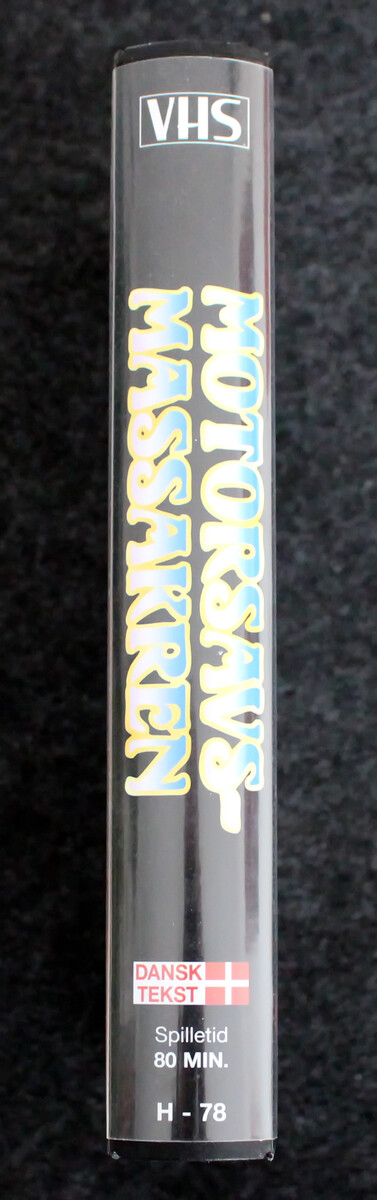 VHS
MOTORSAVS-
MASSAKREN
DANSK
TEKST
Spilletid
80 MIN.
H - 78